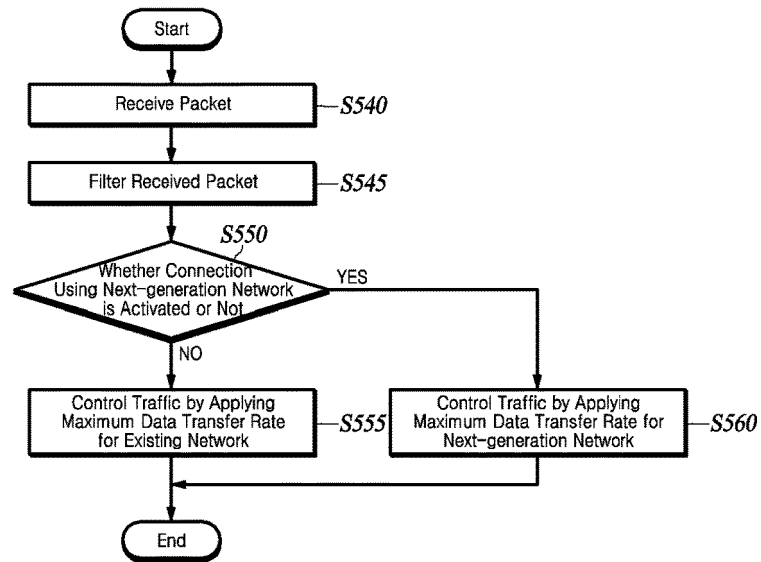 Start
Receive Packet
S540
Filter Received Packet
S545
S550
Whether Connection
Using Next-generation Network
is Activated or Not
YES
NO
Control Traffic by Applying
Maximum Data Transfer Rate
for Existing Network
S555
Control Traffic by Applying
Maximum Data Transfer Rate for
Next-generation Network
S560
End